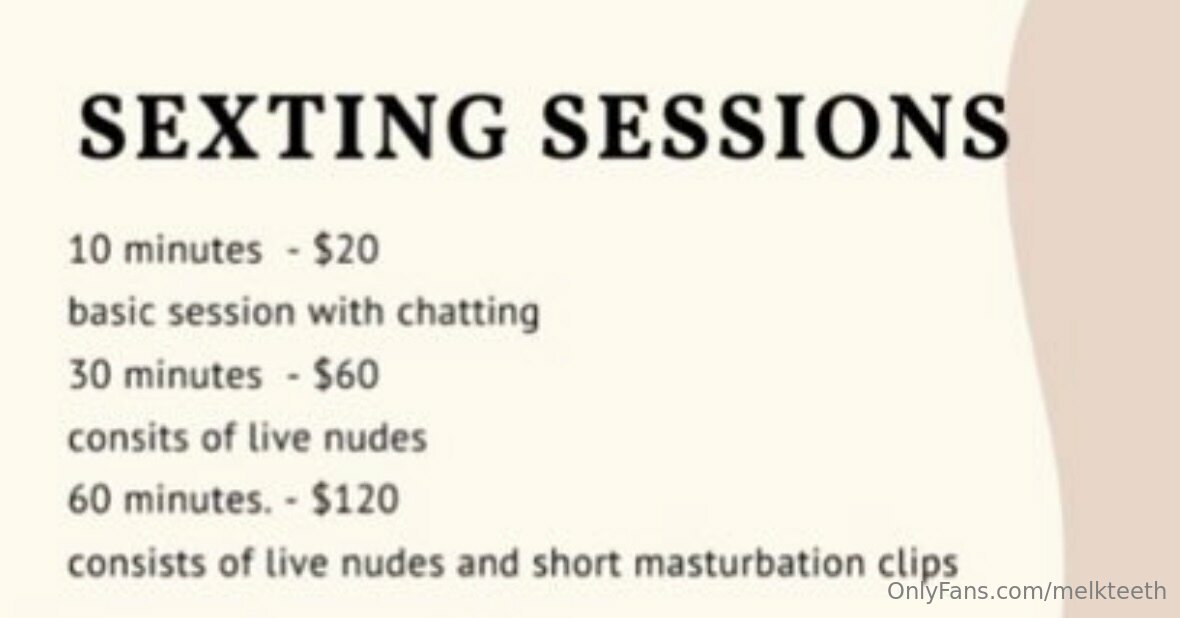 SEXTING SESSIONS
10 minutes - $20
basic session with chatting
30 minutes - $60
consits of live nudes
60 minutes. - $120
consists of live nudes and short masturbation clips
OnlyFans.com/melkteeth